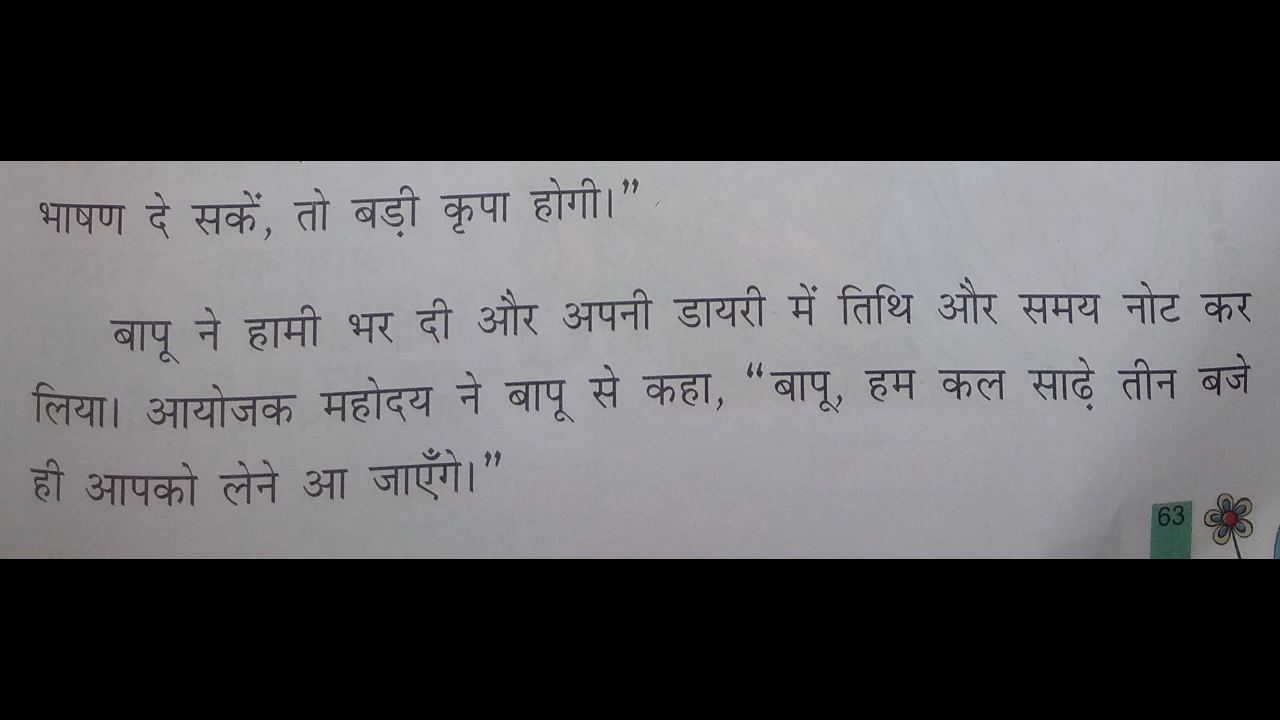 भाषण दे सकें, तो बड़ी कृपा होगी।”
बापू ने हामी भर दी और अपनी डायरी में तिथि और समय नोट कर
लिया। आयोजक महोदय ने बापू से कहा, “बापू, हम कल साढ़े तीन बजे
ही आपको लेने आ जाएँगे।”
63